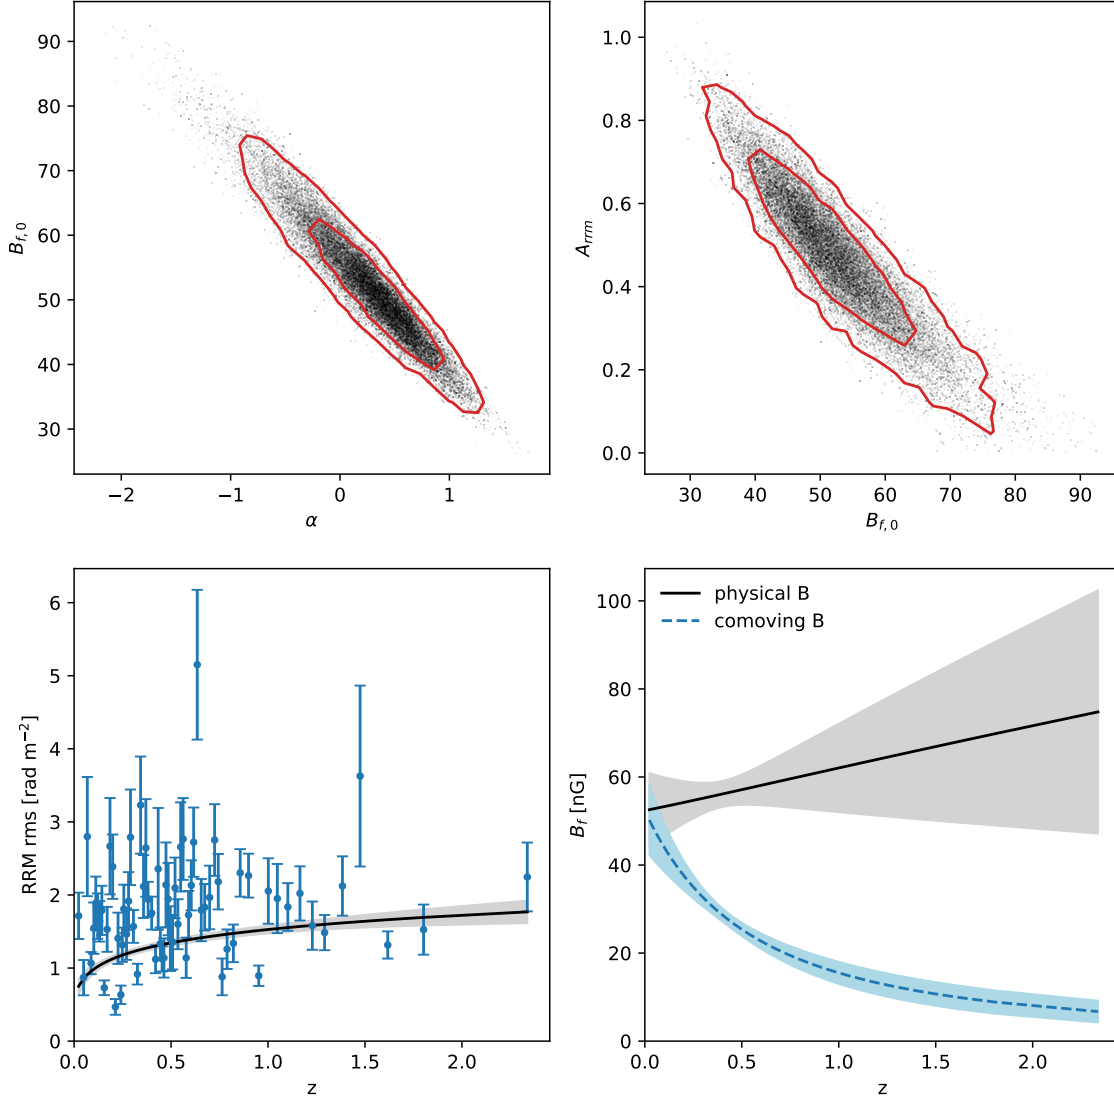 90
80
70
60
50
40
30
−2 −1 0 1
B_{f,0}
α
1.0
0.8
0.6
0.4
0.2
0.0
30 40 50 60 70 80 90
A_{rrm}
B_{f,0}
6
5
4
3
2
1
0
0.0 0.5 1.0 1.5 2.0
RRM rms [rad m⁻²]
z
physical B
comoving B
100
80
60
40
20
0
0.0 0.5 1.0 1.5 2.0
B_f [nG]
z